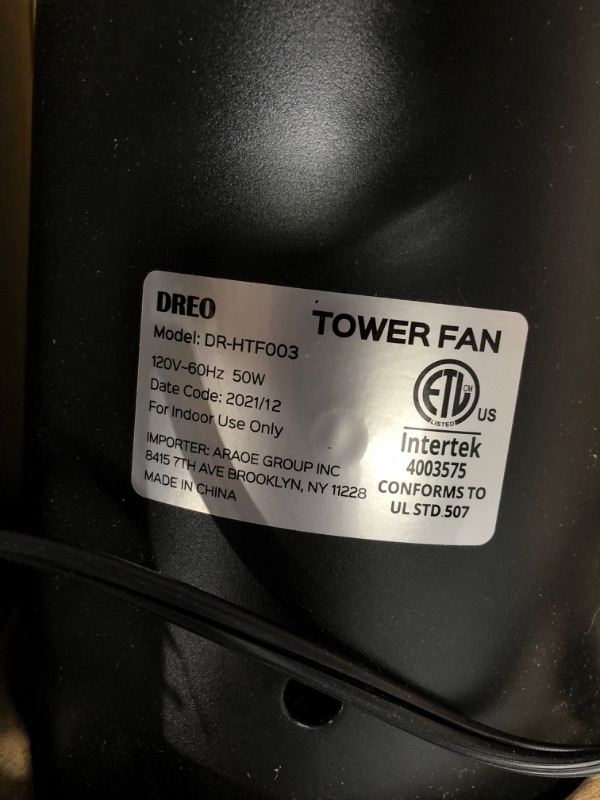 DREO
TOWER FAN
Model: DR-HTF003
120V~60Hz 50W
Date Code: 2021/12
For Indoor Use Only
IMPORTER: ARAOE GROUP INC
8415 7TH AVE BROOKLYN, NY 11228
MADE IN CHINA
ETL CM
LISTED
US
Intertek
4003575
CONFORMS TO
UL STD.507